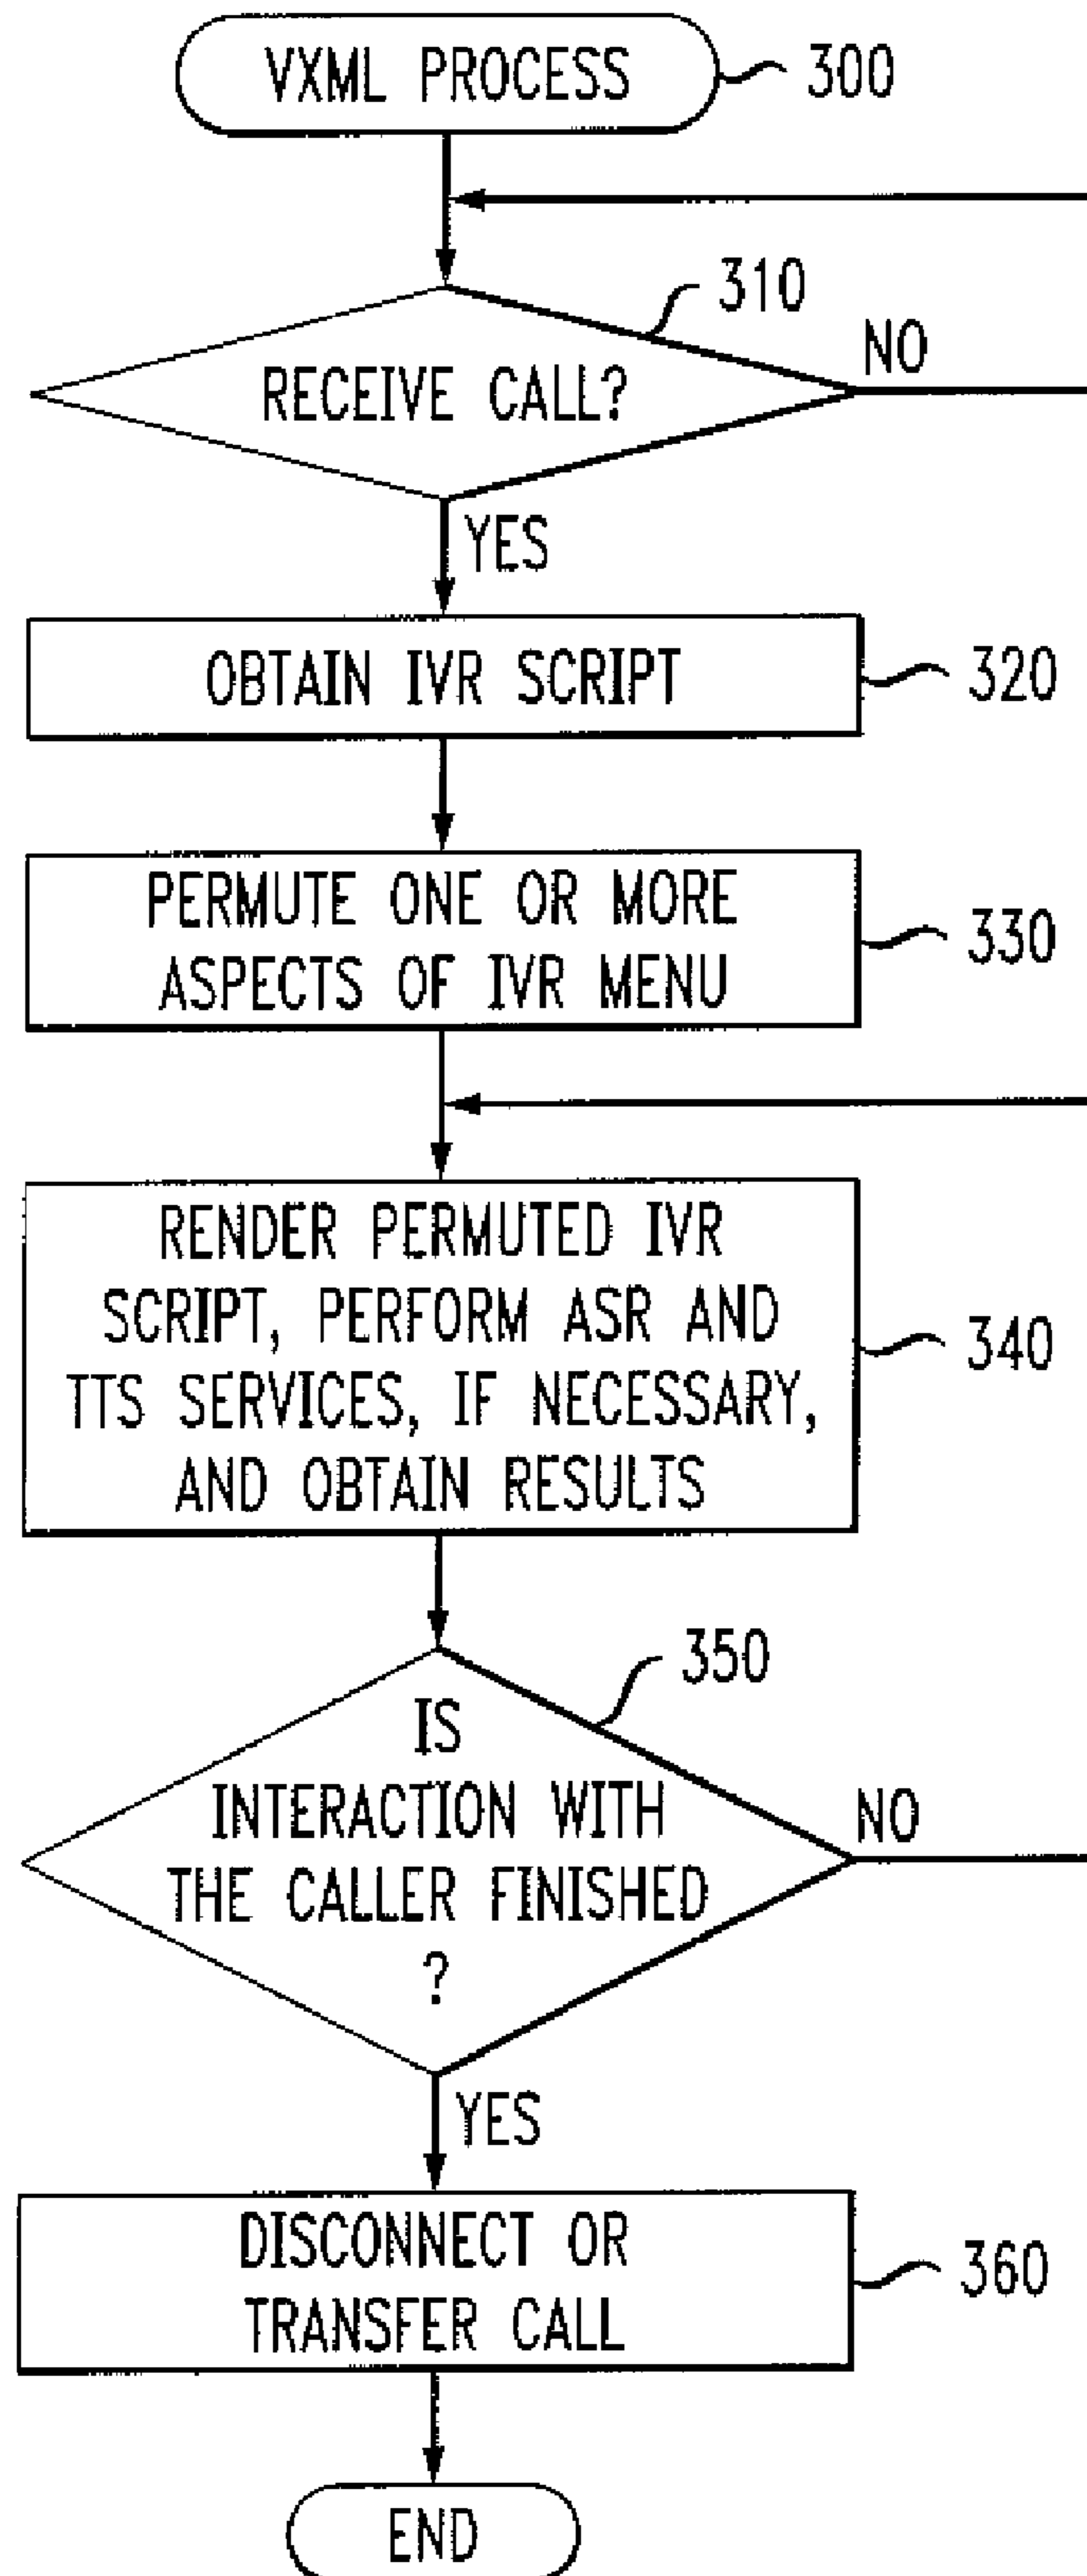 VXML PROCESS
300
310
RECEIVE CALL?
NO
YES
OBTAIN IVR SCRIPT
320
PERMUTE ONE OR MORE
ASPECTS OF IVR MENU
330
RENDER PERMUTED IVR
SCRIPT, PERFORM ASR AND
TTS SERVICES, IF NECESSARY,
AND OBTAIN RESULTS
340
350
IS
INTERACTION WITH
THE CALLER FINISHED
?
NO
YES
DISCONNECT OR
TRANSFER CALL
360
END